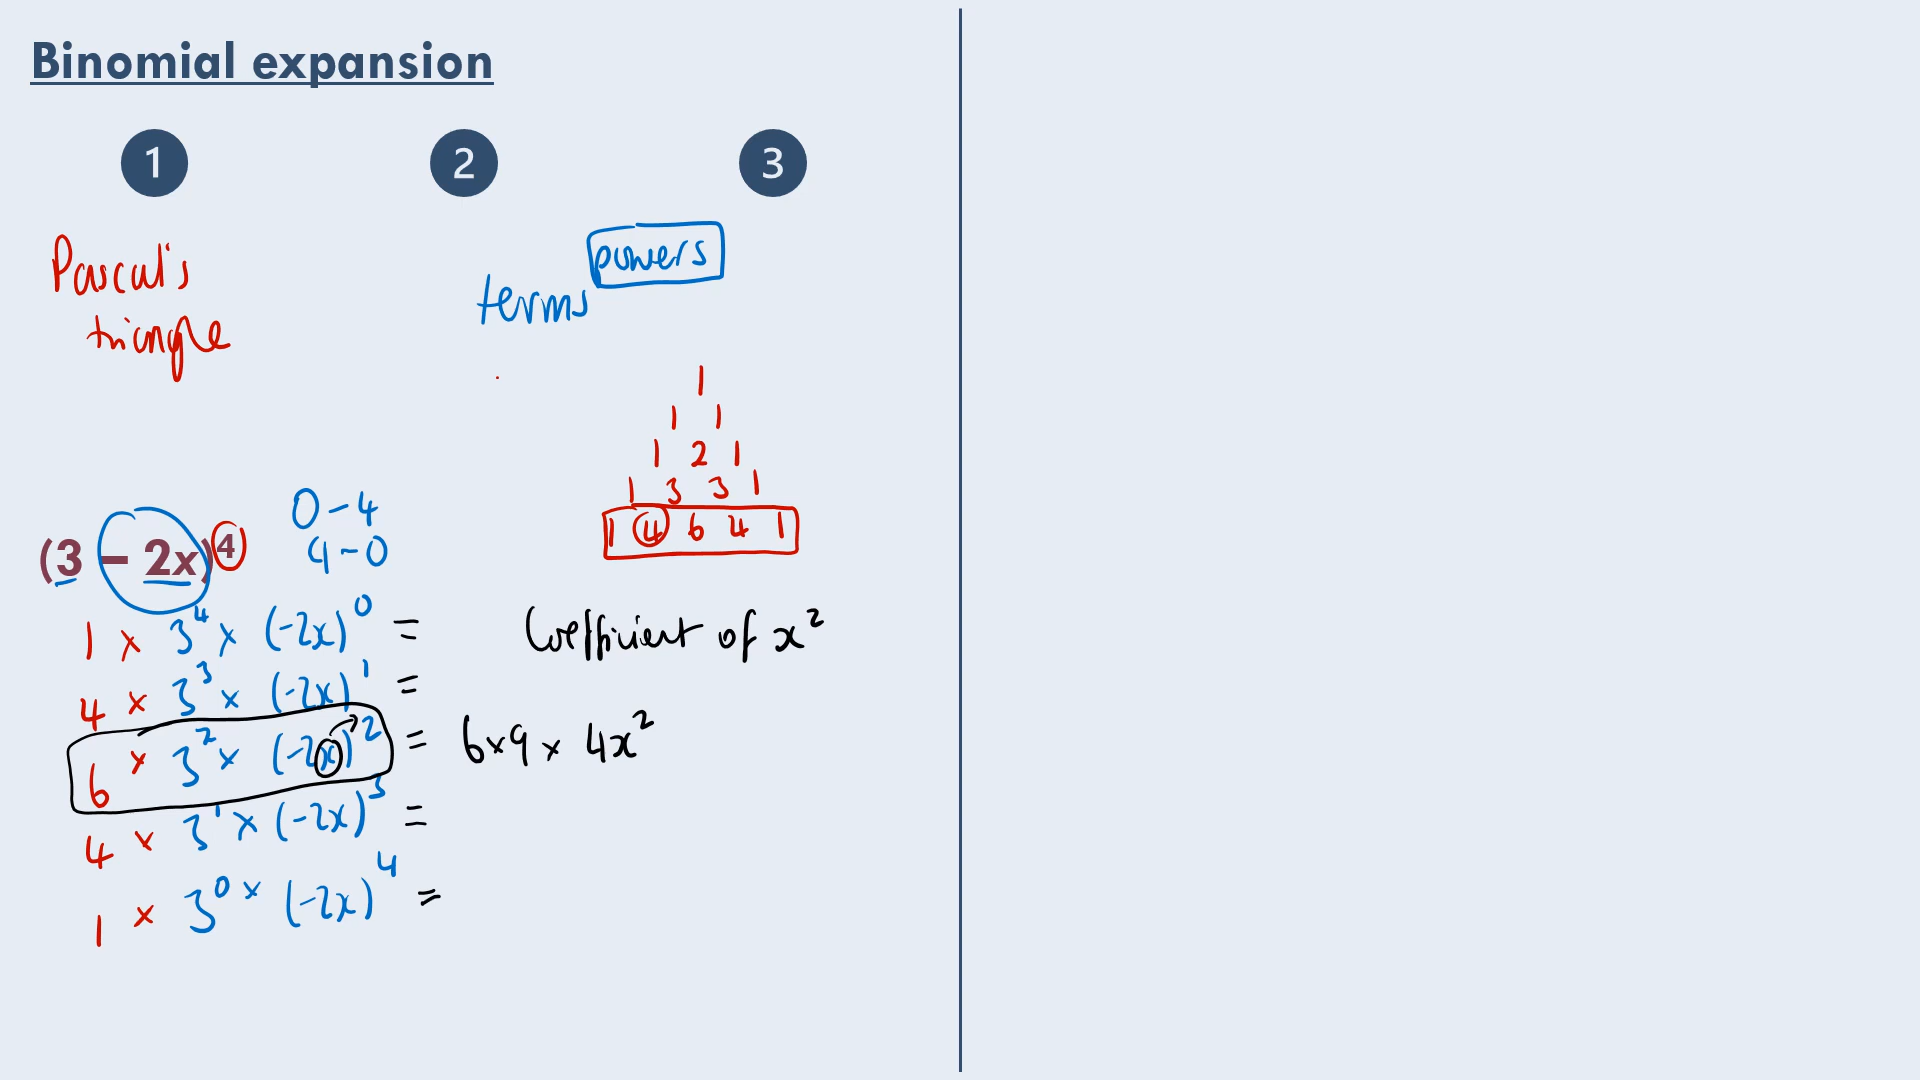 Binomial expansion
1 2 3
Pascal's
triangle
terms
powers
1
1 1
1 2 1
1 3 3 1
1 4 6 4 1
0 – 4
4 – 0
(3 – 2x)⁴
1 × 3⁴ × (-2x)⁰ =
4 × 3³ × (-2x)¹ =
6 × 3² × (-2x)² = 6 × 9 × 4x²
4 × 3¹ × (-2x)³ =
1 × 3⁰ × (-2x)⁴ =
Coefficient of x²